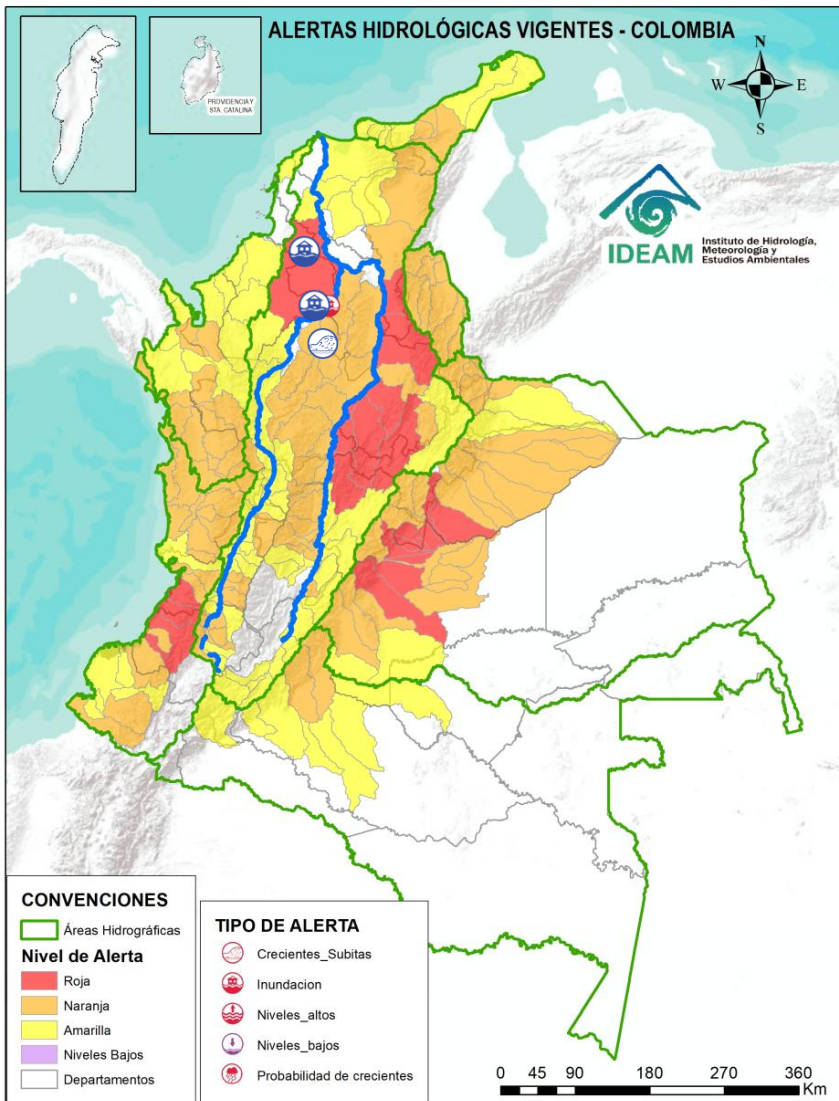 ALERTAS HIDROLÓGICAS VIGENTES - COLOMBIA
PROVIDENCIA Y
STA. CATALINA
N
W
E
S
IDEAM
Instituto de Hidrología,
Meteorología y
Estudios Ambientales
CONVENCIONES
Áreas Hidrográficas
Nivel de Alerta
Roja
Naranja
Amarilla
Niveles Bajos
Departamentos
TIPO DE ALERTA
Crecientes_Subitas
Inundacion
Niveles_altos
Niveles_bajos
Probabilidad de crecientes
0 45 90 180 270 360
Km